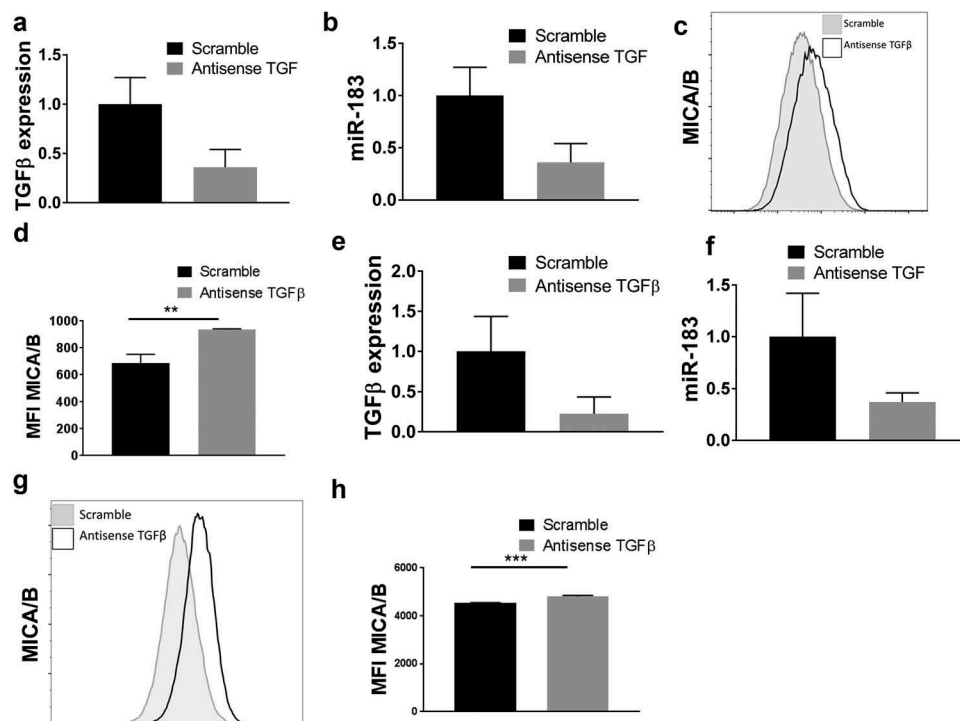 a
Scramble
Antisense TGF
TGFβ expression
1.5
1.0
0.5
0.0
b
Scramble
Antisense TGF
miR-183
1.5
1.0
0.5
0.0
c
Scramble
Antisense TGFβ
MICA/B
d
Scramble
Antisense TGFβ
**
MFI MICA/B
1000
800
600
400
200
0
e
Scramble
Antisense TGFβ
TGFβ expression
2.0
1.5
1.0
0.5
0.0
f
Scramble
Antisense TGF
miR-183
1.5
1.0
0.5
0.0
g
Scramble
Antisense TGFβ
MICA/B
h
Scramble
Antisense TGFβ
***
MFI MICA/B
6000
4000
2000
0